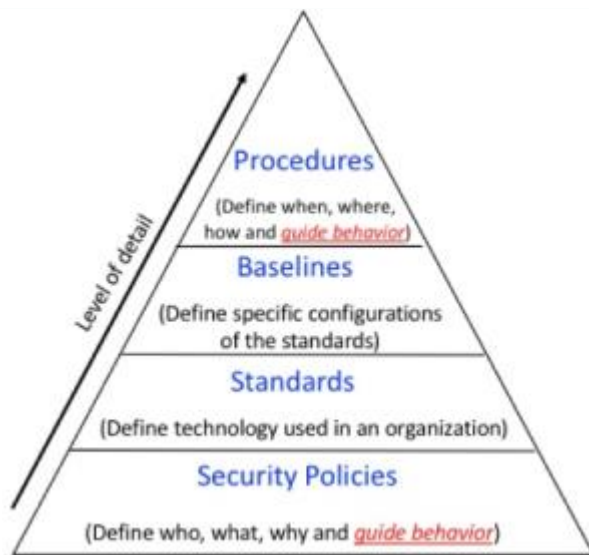 Procedures
(Define when, where,
how and guide behavior)
Level of detail
Baselines
(Define specific configurations
of the standards)
Standards
(Define technology used in an organization)
Security Policies
(Define who, what, why and guide behavior)